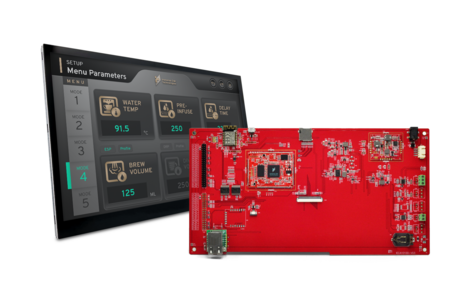 SETUP
Menu Parameters
MENU
MODE
1
MODE
2
MODE
3
MODE
4
MODE
5
WATER
TEMP
91.5
PRE-
INFUSE
250
DELAY
BREW
VOLUME
125